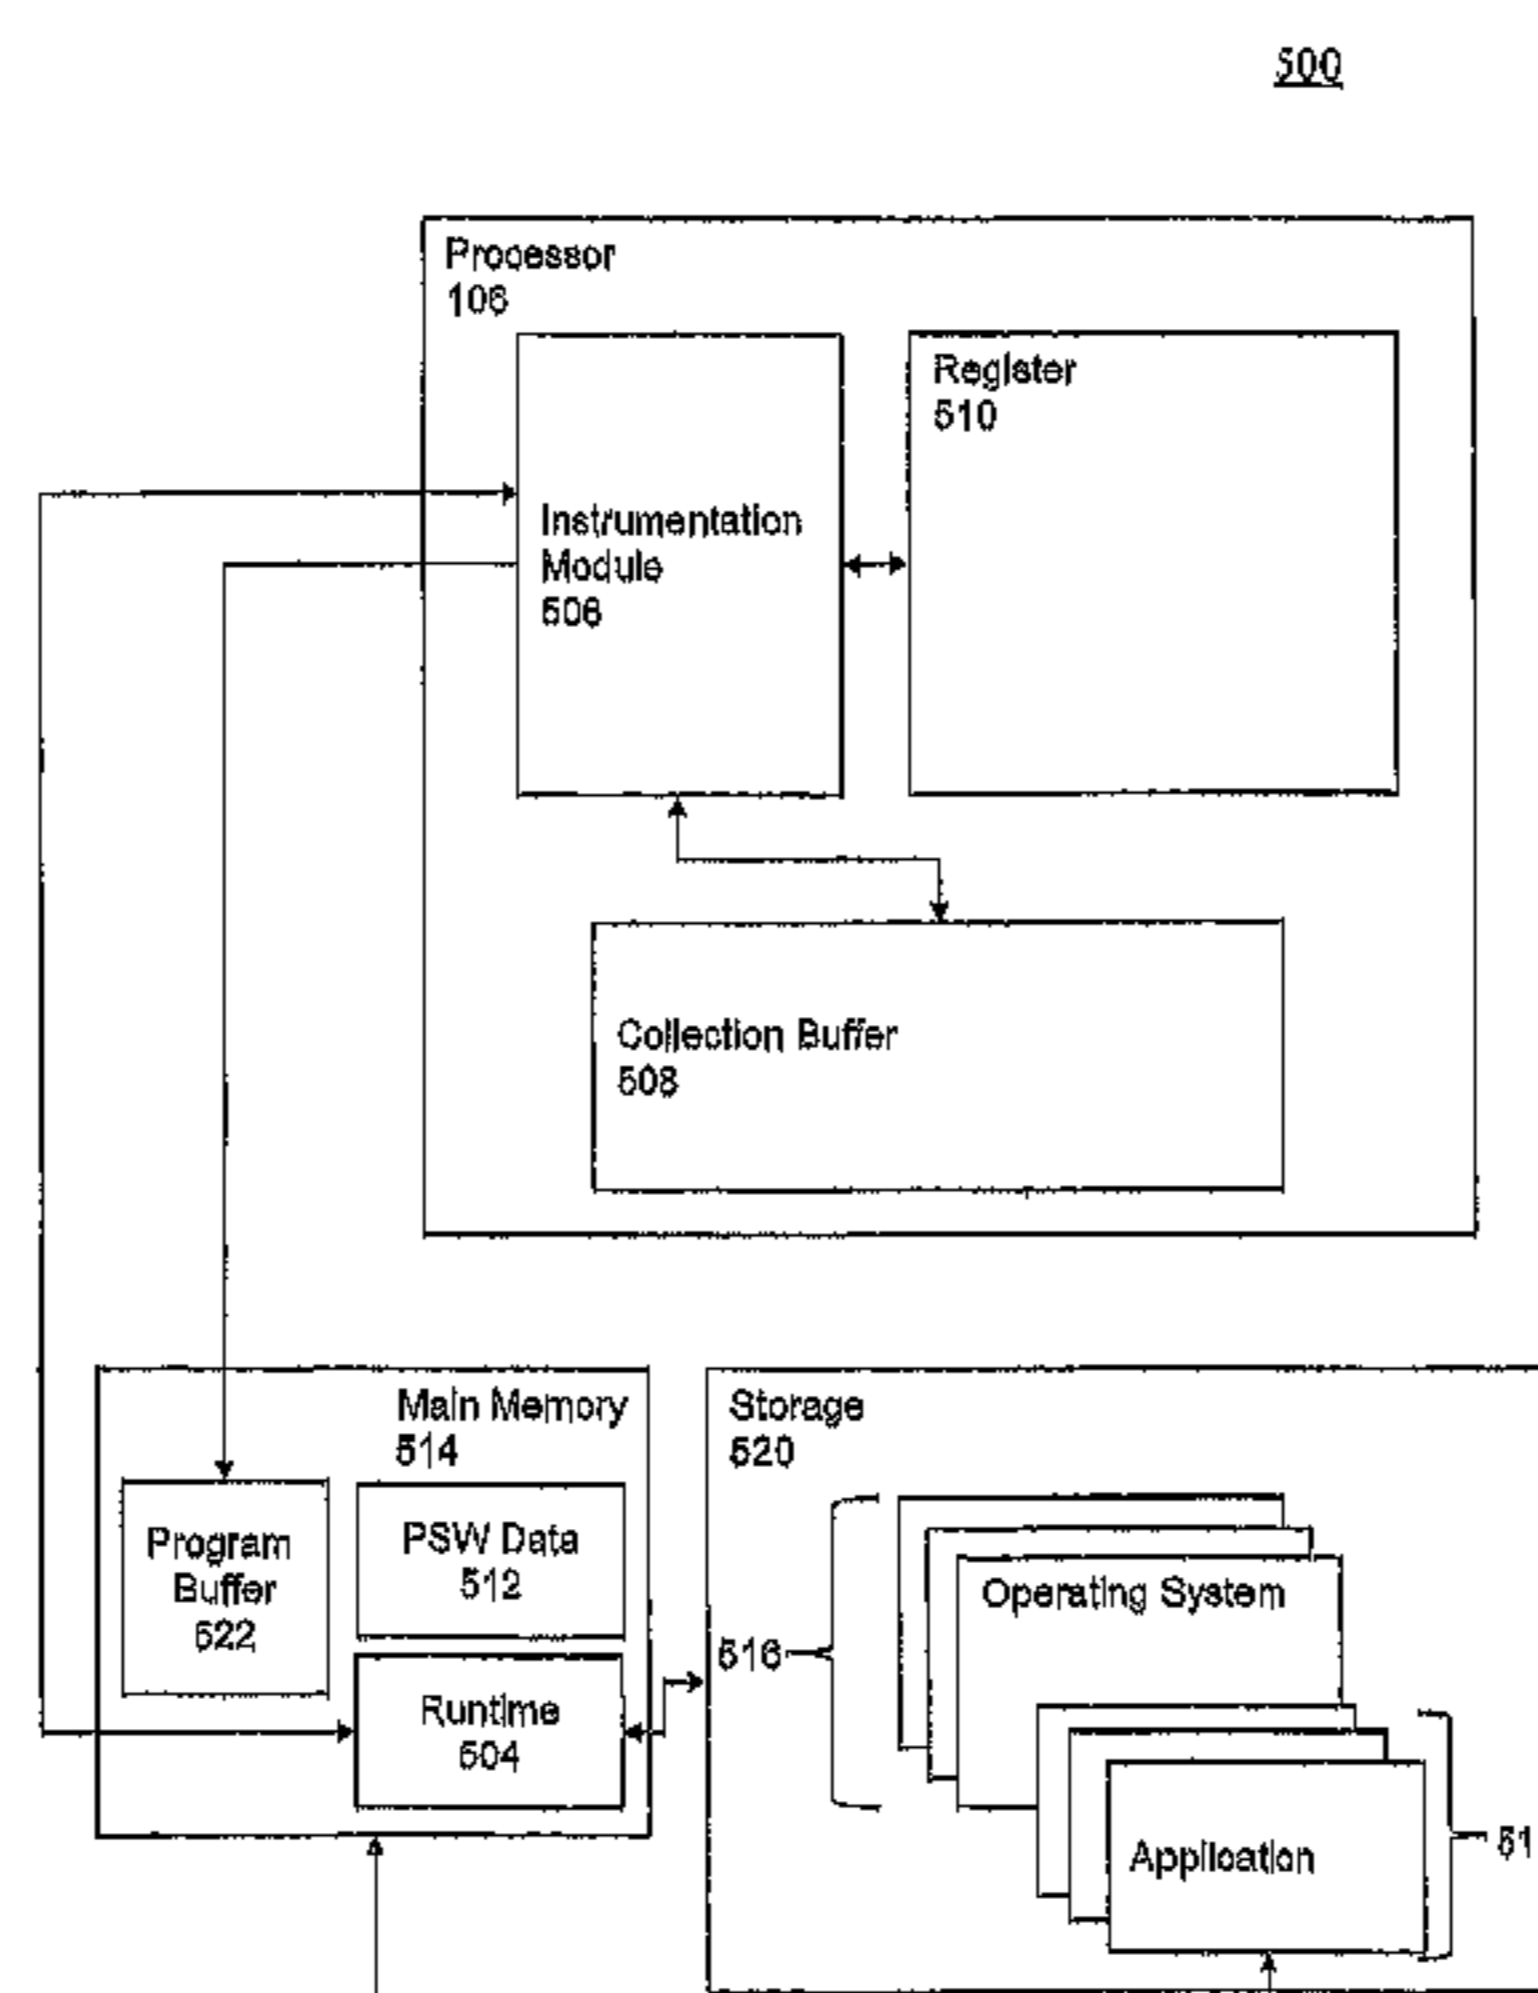 500
Processor
106
Instrumentation
Module
506
Register
510
Collection Buffer
508
Main Memory
514
Program
Buffer
522
PSW Data
512
Runtime
504
Storage
520
516
Operating System
Application
51